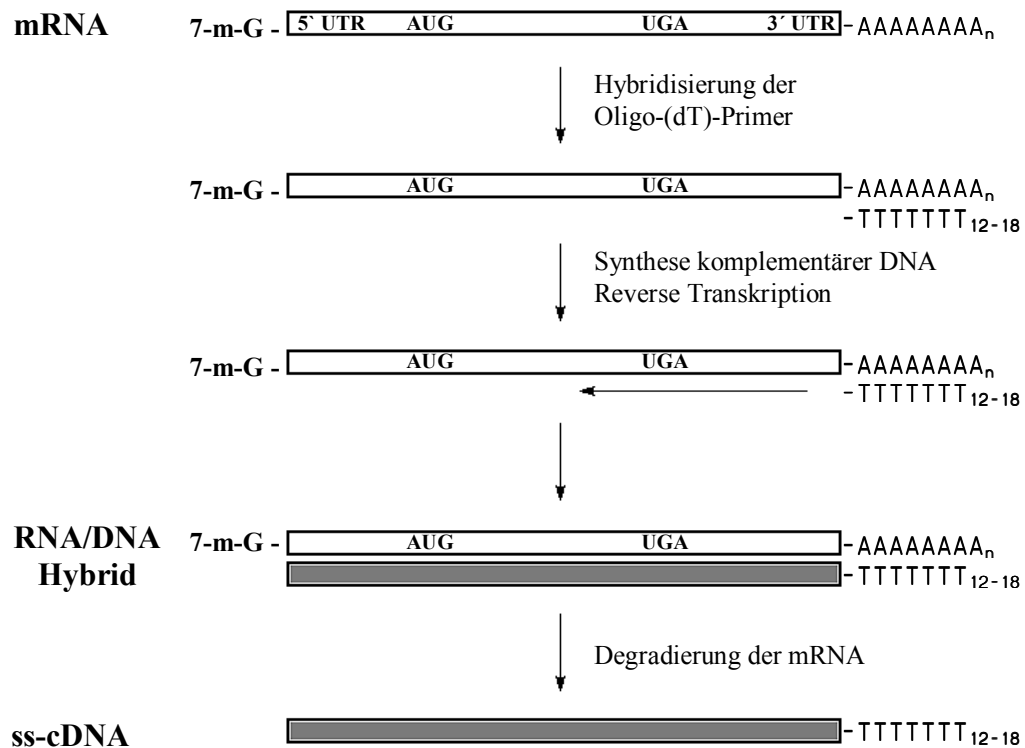 mRNA 7-m-G - 5` UTR AUG UGA 3´ UTR -AAAAAAAAn
Hybridisierung der
Oligo-(dT)-Primer
7-m-G - AUG UGA -AAAAAAAAn
-TTTTTTT12-18
Synthese komplementärer DNA
Reverse Transkription
7-m-G - AUG UGA -AAAAAAAAn
-TTTTTTT12-18
RNA/DNA 7-m-G - AUG UGA -AAAAAAAAn
Hybrid -TTTTTTT12-18
Degradierung der mRNA
ss-cDNA -TTTTTTT12-18